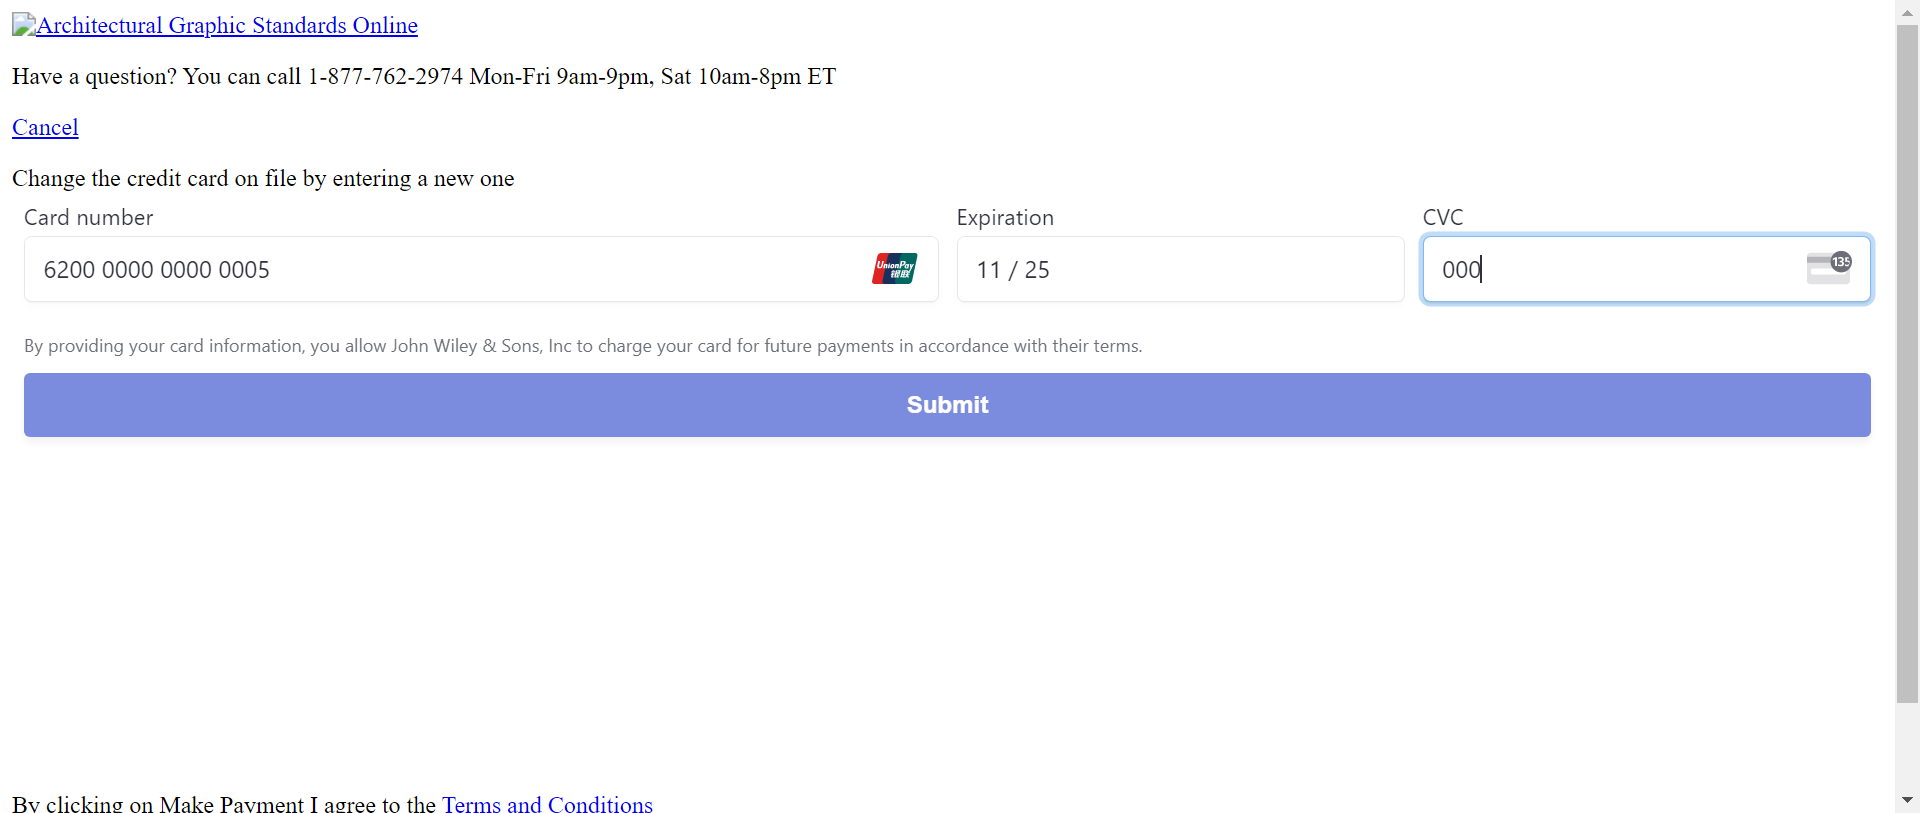 Architectural Graphic Standards Online
Have a question? You can call 1-877-762-2974 Mon-Fri 9am-9pm, Sat 10am-8pm ET
Cancel
Change the credit card on file by entering a new one
Card number Expiration CVC
6200 0000 0000 0005 UnionPay 银联 11 / 25 000 135
By providing your card information, you allow John Wiley & Sons, Inc to charge your card for future payments in accordance with their terms.
Submit
By clicking on Make Payment I agree to the Terms and Conditions